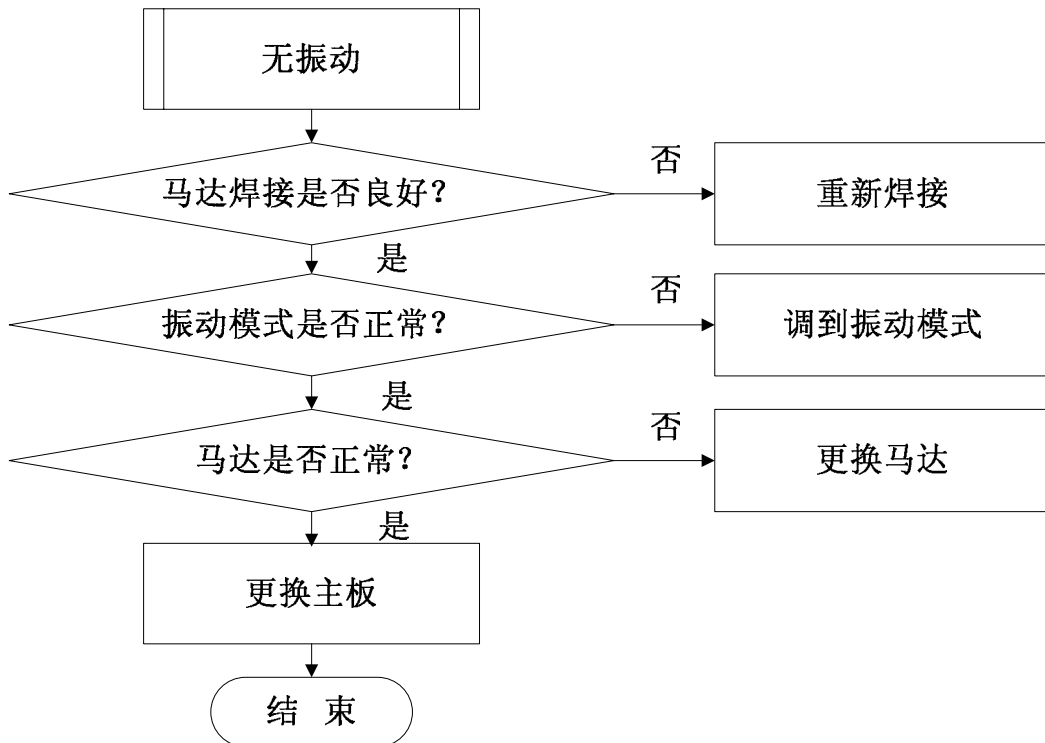 无振动
马达焊接是否良好？
否
重新焊接
是
振动模式是否正常？
否
调到振动模式
是
马达是否正常？
否
更换马达
是
更换主板
结 束